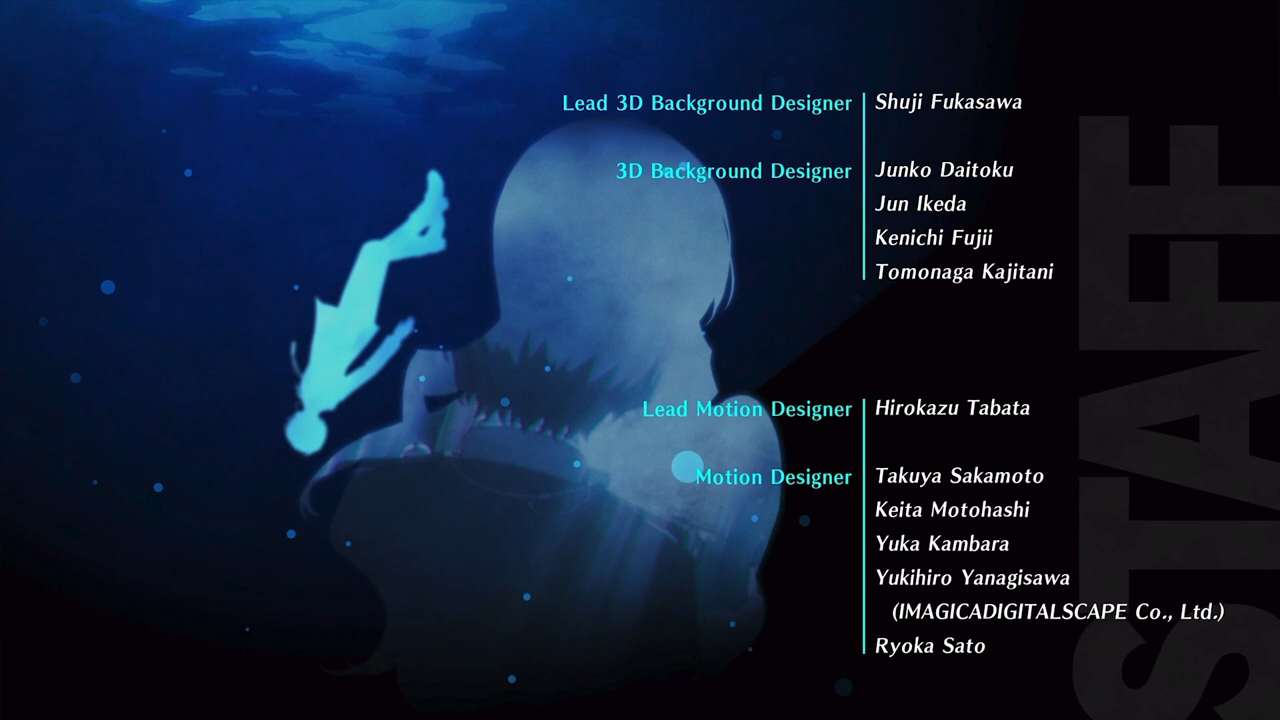 Lead 3D Background Designer Shuji Fukasawa
3D Background Designer Junko Daitoku
Jun Ikeda
Kenichi Fujii
Tomonaga Kajitani
Lead Motion Designer Hirokazu Tabata
Motion Designer Takuya Sakamoto
Keita Motohashi
Yuka Kambara
Yukihiro Yanagisawa
(IMAGICADIGITALSCAPE Co., Ltd.)
Ryoka Sato
STAFF